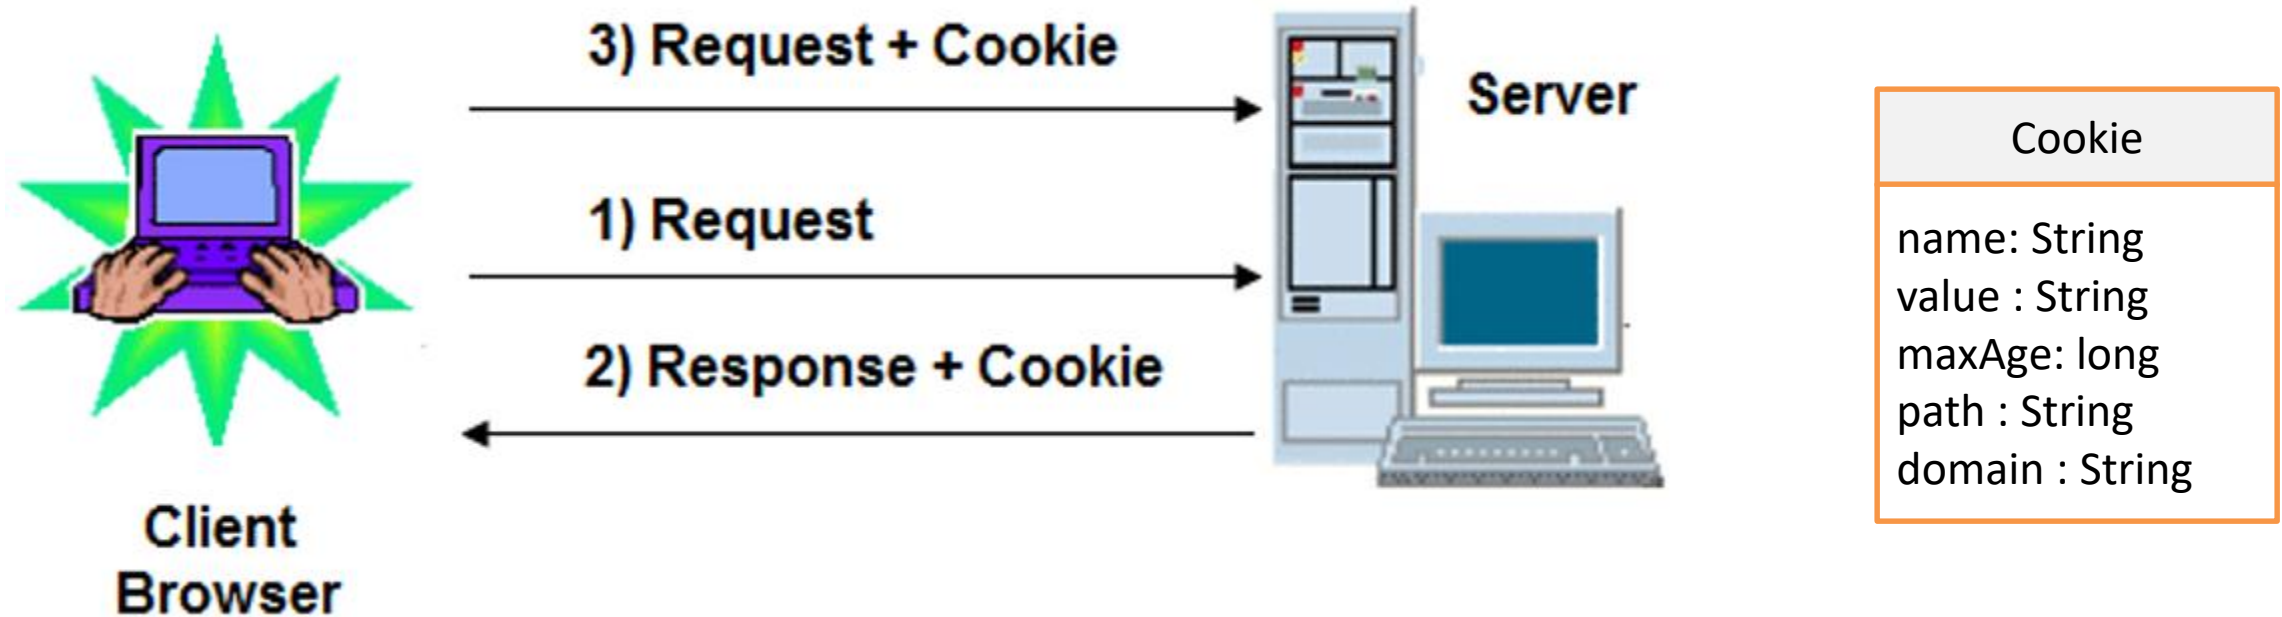 3) Request + Cookie
Server
1) Request
2) Response + Cookie
Client
Browser
Cookie
name: String
value : String
maxAge: long
path : String
domain : String